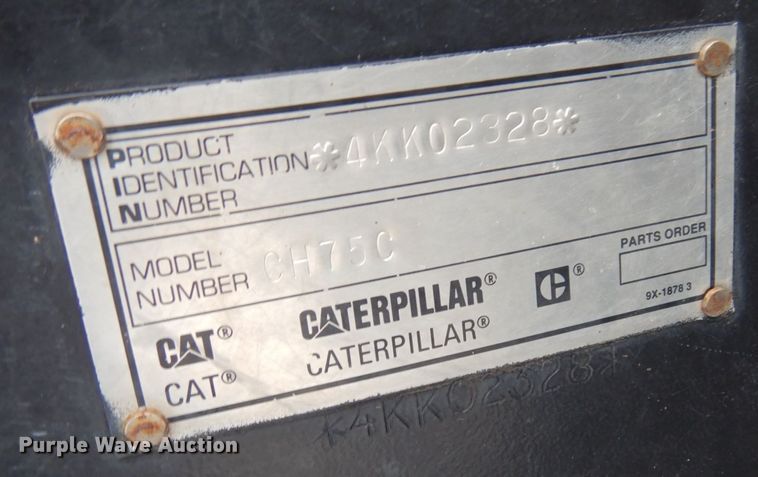 PRODUCT
IDENTIFICATION *4KK02328*
NUMBER
MODEL
NUMBER CH75C
PARTS ORDER
9X-1878 3
CAT® CATERPILLAR® C®
CAT® CATERPILLAR®
*4KK02328*
Purple Wave Auction